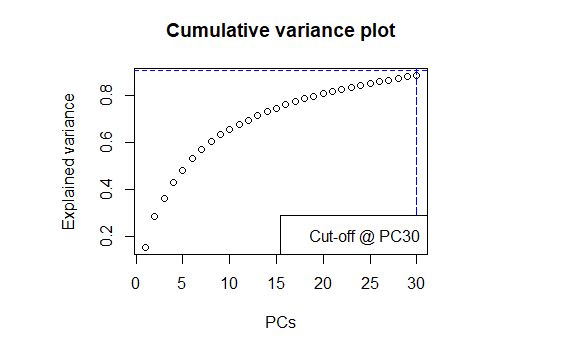 Cumulative variance plot
Explained variance
0.8
0.6
0.4
0.2
Cut-off @ PC30
0 5 10 15 20 25 30
PCs